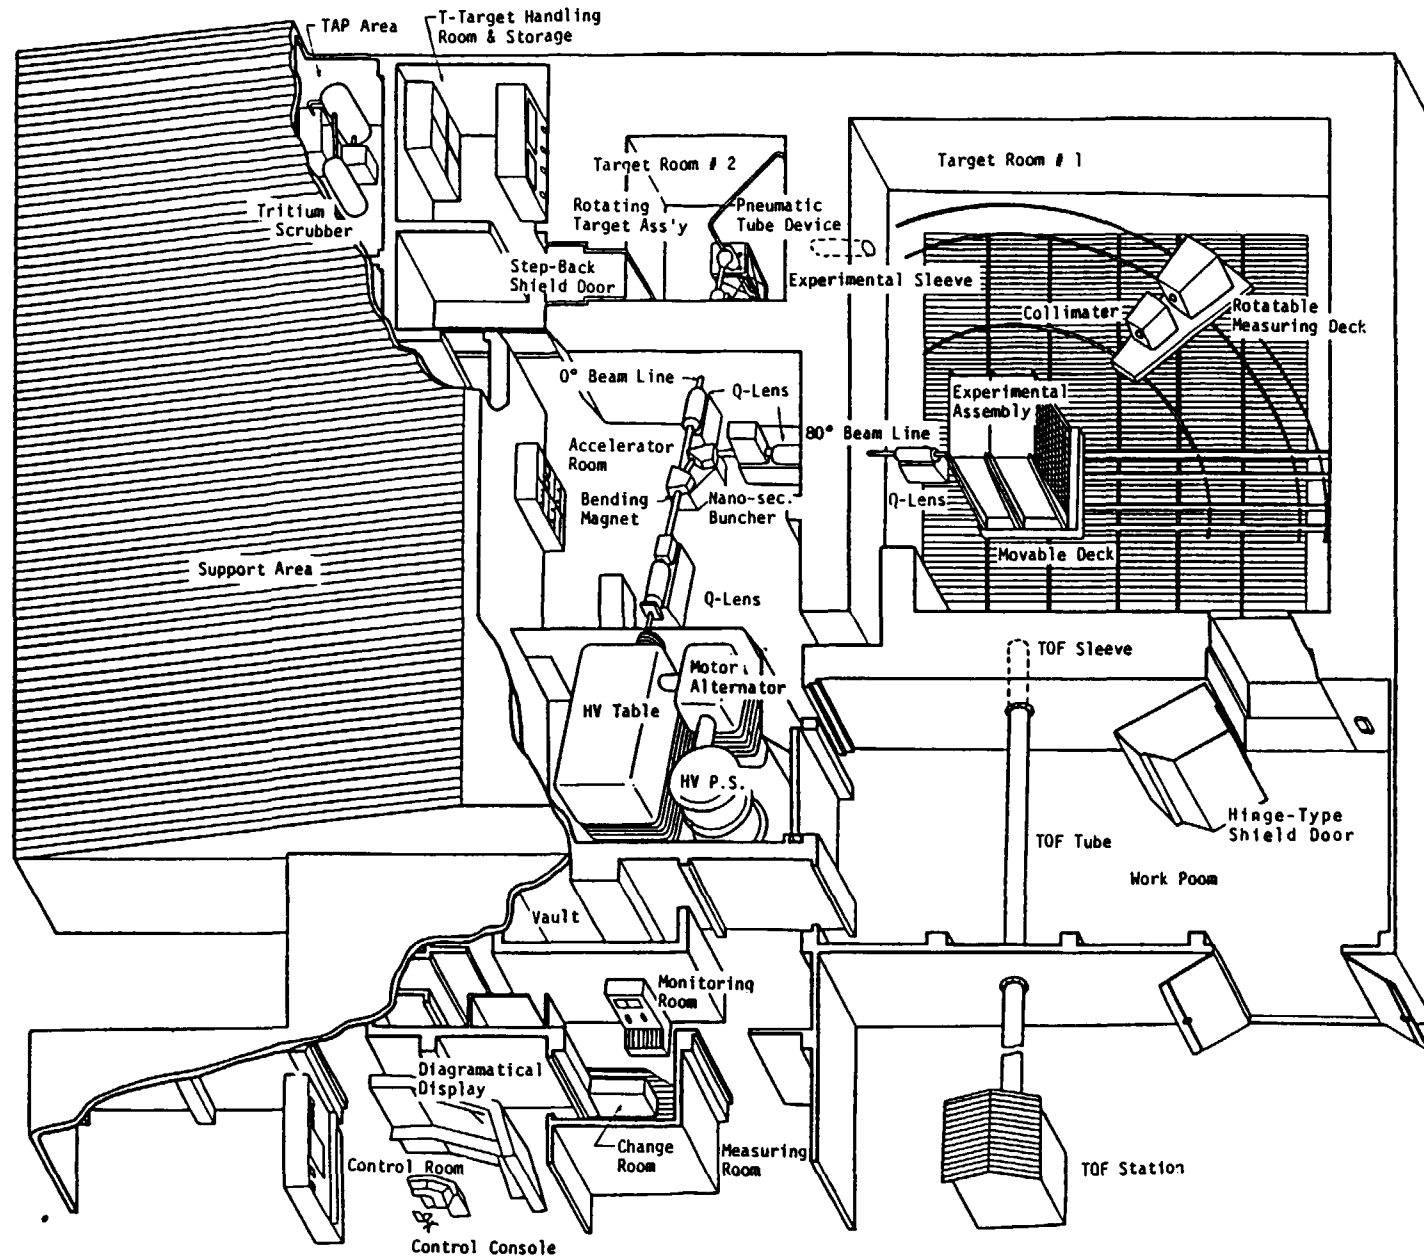 TAP Area
T-Target Handling
Room & Storage
Target Room # 2
Target Room # 1
Tritium
Scrubber
Rotating
Target Ass'y
Pneumatic
Tube Device
Step-Back
Shield Door
Experimental Sleeve
Collimater
Rotatable
Measuring Deck
0° Beam Line
Q-Lens
Experimental
Assembly
80° Beam Line
Accelerator
Room
Bending
Magnet
Nano-sec.
Buncher
Q-Lens
Movable Deck
Support Area
Q-Lens
TOF Sleeve
Motor
Alternator
HV Table
HV P.S.
Hinge-Type
Shield Door
TOF Tube
Work Poom
Vault
Monitoring
Room
Diagramatical
Display
Change
Room
Measuring
Room
Control Room
TOF Station
Control Console